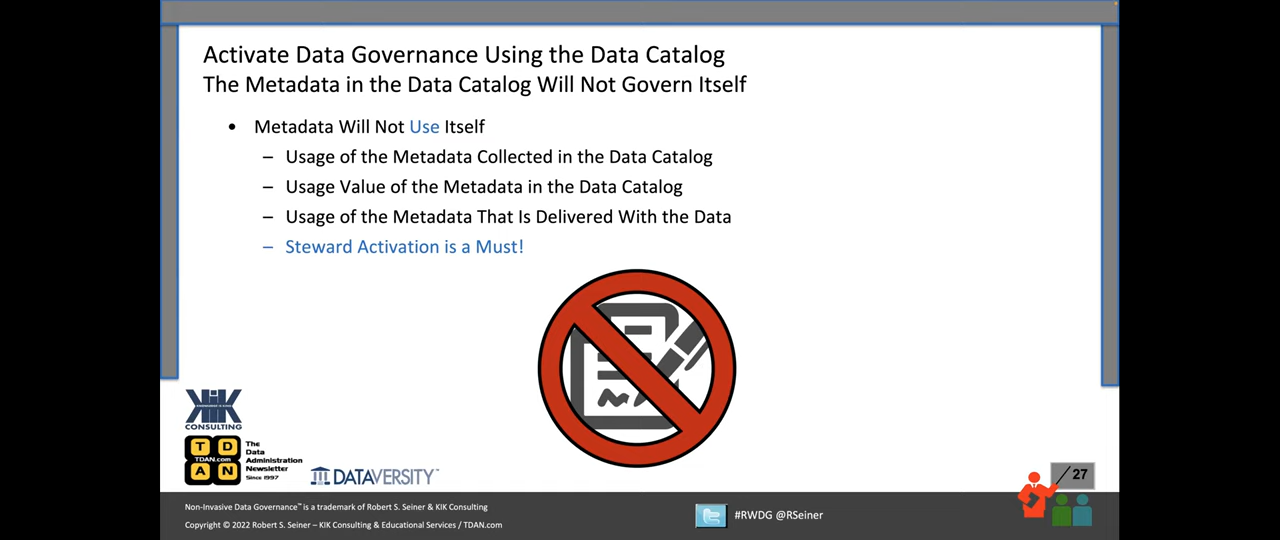 Activate Data Governance Using the Data Catalog
The Metadata in the Data Catalog Will Not Govern Itself
• Metadata Will Not Use Itself
– Usage of the Metadata Collected in the Data Catalog
– Usage Value of the Metadata in the Data Catalog
– Usage of the Metadata That Is Delivered With the Data
– Steward Activation is a Must!
KIK
CONSULTING
T D
TDAN.com
A N
The
Data
Administration
Newsletter
Since 1997
DATAVERSITY™
27
Non-Invasive Data Governance™ is a trademark of Robert S. Seiner & KIK Consulting
Copyright © 2022 Robert S. Seiner – KIK Consulting & Educational Services / TDAN.com
#RWDG @RSeiner